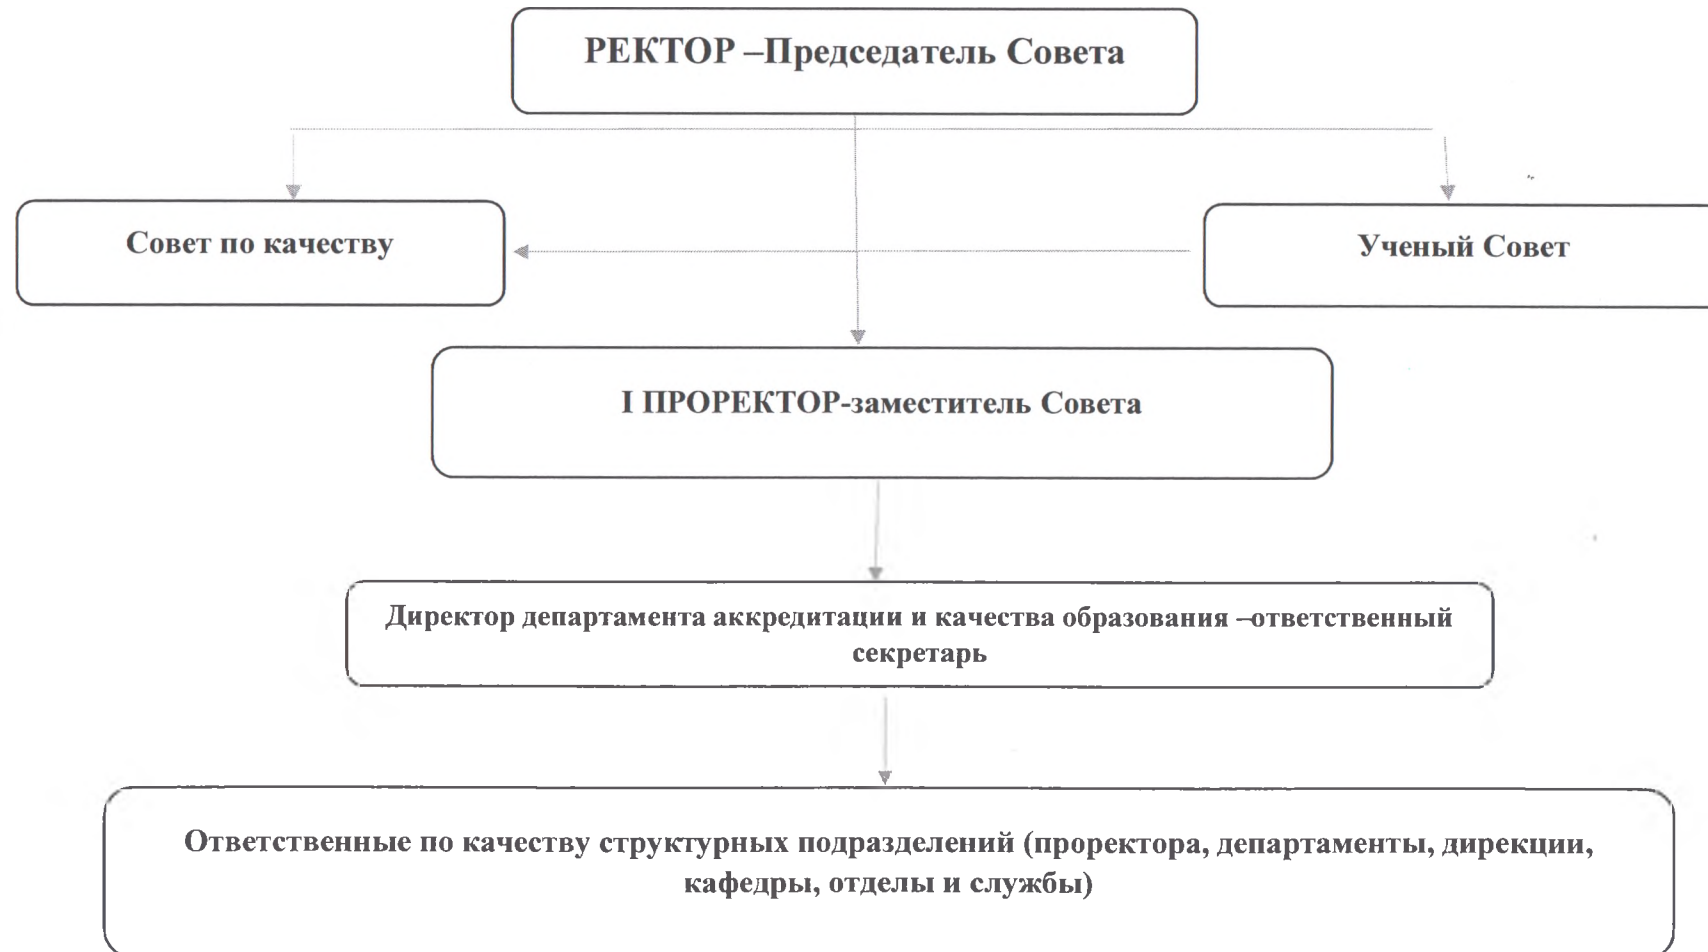 РЕКТОР –Председатель Совета
Совет по качеству
Ученый Совет
I ПРОРЕКТОР-заместитель Совета
Директор департамента аккредитации и качества образования –ответственный
секретарь
Ответственные по качеству структурных подразделений (проректора, департаменты, дирекции,
кафедры, отделы и службы)